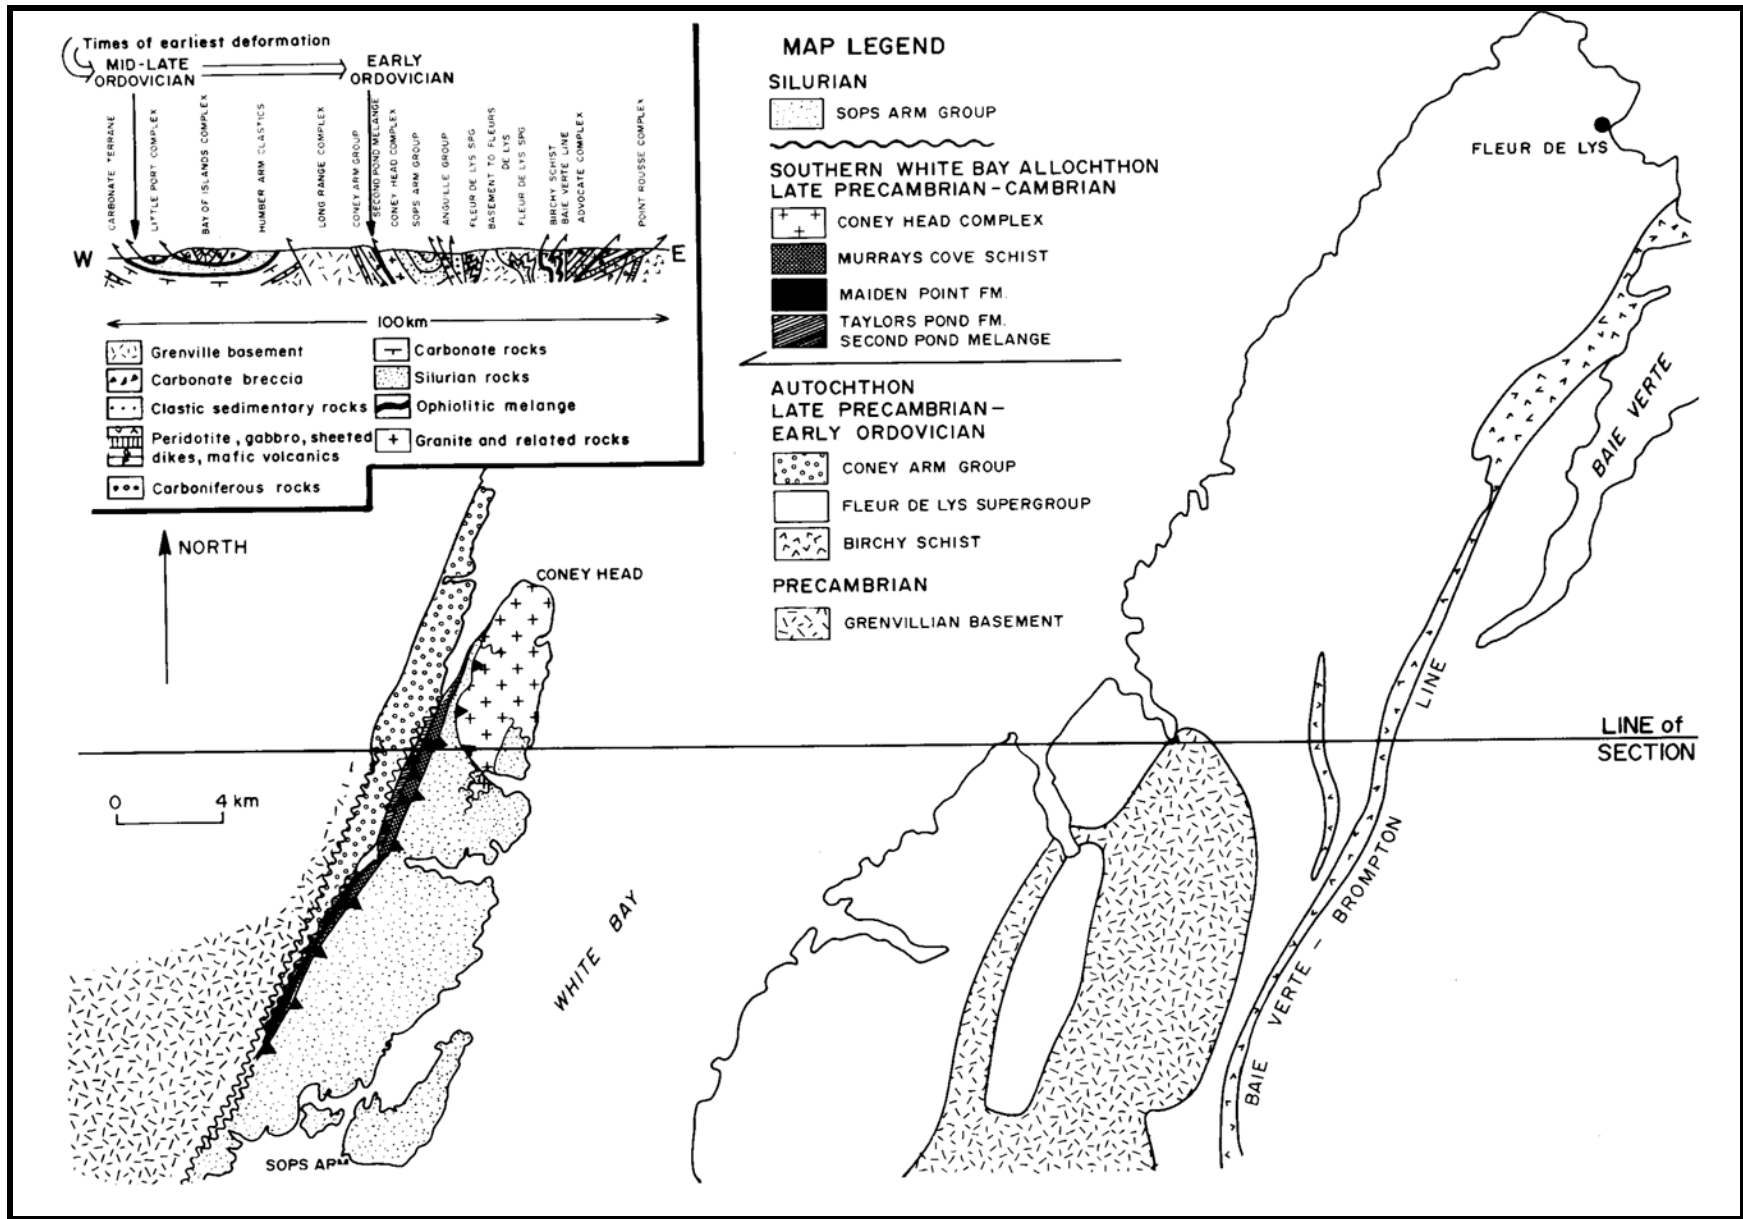 Times of earliest deformation
MID-LATE
ORDOVICIAN
EARLY
ORDOVICIAN
CARBONATE TERRANE
LITTLE PORT COMPLEX
BAY OF ISLANDS COMPLEX
HUMBER ARM CLASTICS
LONG RANGE COMPLEX
CONEY ARM GROUP
SECOND POND MELANGE
CONEY HEAD COMPLEX
SOPS ARM GROUP
ANGUILLE GROUP
FLEUR DE LYS SPG
BASEMENT TO FLEURS
DE LYS
FLEUR DE LYS SPG
BIRCHY SCHIST
BAIE VERTE LINE
ADVOCATE COMPLEX
POINT ROUSSE COMPLEX
W
E
100km
Grenville basement
Carbonate breccia
Clastic sedimentary rocks
Peridotite, gabbro, sheeted
dikes, mafic volcanics
Carboniferous rocks
Carbonate rocks
Silurian rocks
Ophiolitic melange
Granite and related rocks
MAP LEGEND
SILURIAN
SOPS ARM GROUP
SOUTHERN WHITE BAY ALLOCHTHON
LATE PRECAMBRIAN-CAMBRIAN
CONEY HEAD COMPLEX
MURRAYS COVE SCHIST
MAIDEN POINT FM.
TAYLORS POND FM.
SECOND POND MELANGE
AUTOCHTHON
LATE PRECAMBRIAN-
EARLY ORDOVICIAN
CONEY ARM GROUP
FLEUR DE LYS SUPERGROUP
BIRCHY SCHIST
PRECAMBRIAN
GRENVILLIAN BASEMENT
FLEUR DE LYS
BAIE VERTE
NORTH
CONEY HEAD
0 4 km
WHITE BAY
SOPS ARM
LINE of
SECTION
BAIE VERTE - BROMPTON LINE